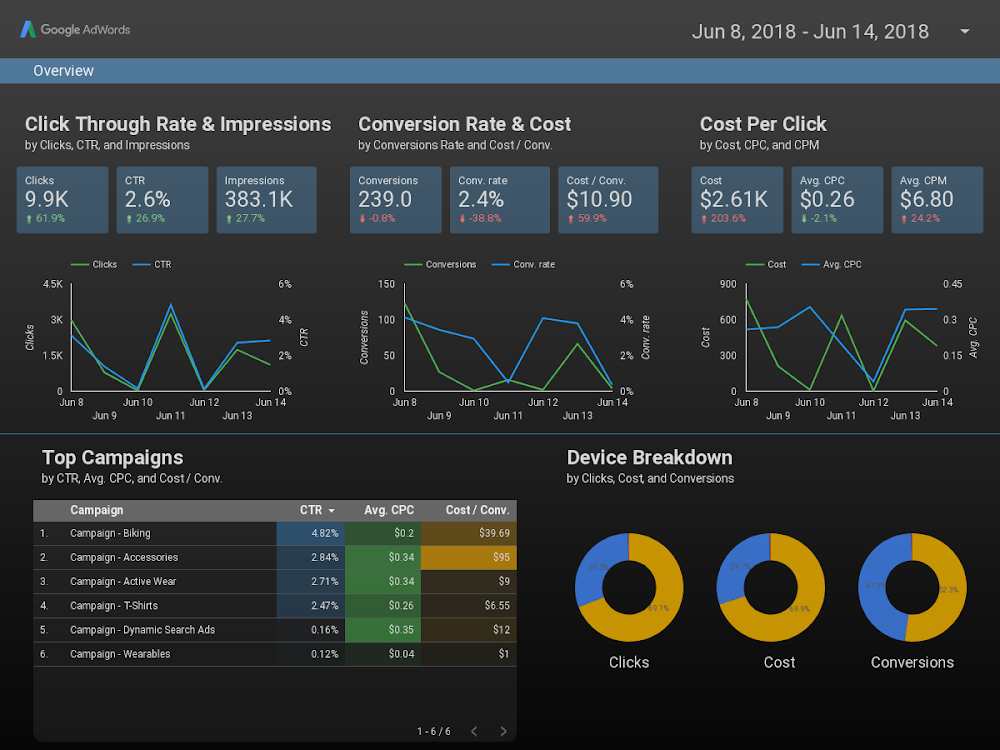 Google AdWords
Jun 8, 2018 - Jun 14, 2018
Overview
Click Through Rate & Impressions
by Clicks, CTR, and Impressions
Clicks
9.9K
61.9%
CTR
2.6%
26.9%
Impressions
383.1K
27.7%
Clicks CTR
4.5K
3K
1.5K
0
Clicks
6%
4%
2%
0%
CTR
Jun 8 Jun 10 Jun 12 Jun 14
Jun 9 Jun 11 Jun 13
Conversion Rate & Cost
by Conversions Rate and Cost / Conv.
Conversions
239.0
-0.8%
Conv. rate
2.4%
-38.8%
Cost / Conv.
$10.90
59.9%
Conversions Conv. rate
150
100
50
0
Conversions
6%
4%
2%
0%
Conv. rate
Jun 8 Jun 10 Jun 12 Jun 14
Jun 9 Jun 11 Jun 13
Cost Per Click
by Cost, CPC, and CPM
Cost
$2.61K
203.6%
Avg. CPC
$0.26
-2.1%
Avg. CPM
$6.80
24.2%
Cost Avg. CPC
900
600
300
0
Cost
0.45
0.3
0.15
0
Avg. CPC
Jun 8 Jun 10 Jun 12 Jun 14
Jun 9 Jun 11 Jun 13
Top Campaigns
by CTR, Avg. CPC, and Cost / Conv.
Campaign CTR Avg. CPC Cost / Conv.
1. Campaign - Biking 4.82% $0.2 $39.69
2. Campaign - Accessories 2.84% $0.34 $95
3. Campaign - Active Wear 2.71% $0.34 $9
4. Campaign - T-Shirts 2.47% $0.26 $6.55
5. Campaign - Dynamic Search Ads 0.16% $0.35 $12
6. Campaign - Wearables 0.12% $0.04 $1
1 - 6 / 6
Device Breakdown
by Clicks, Cost, and Conversions
69.1%
Clicks
69.9%
Cost
52.3%
Conversions